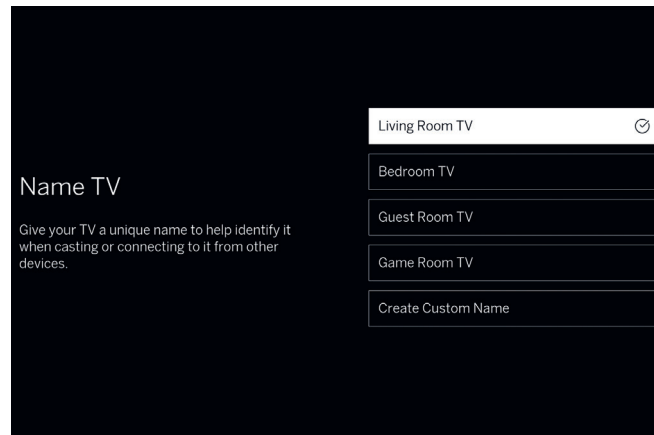 Name TV
Give your TV a unique name to help identify it
when casting or connecting to it from other
devices.
Living Room TV
Bedroom TV
Guest Room TV
Game Room TV
Create Custom Name